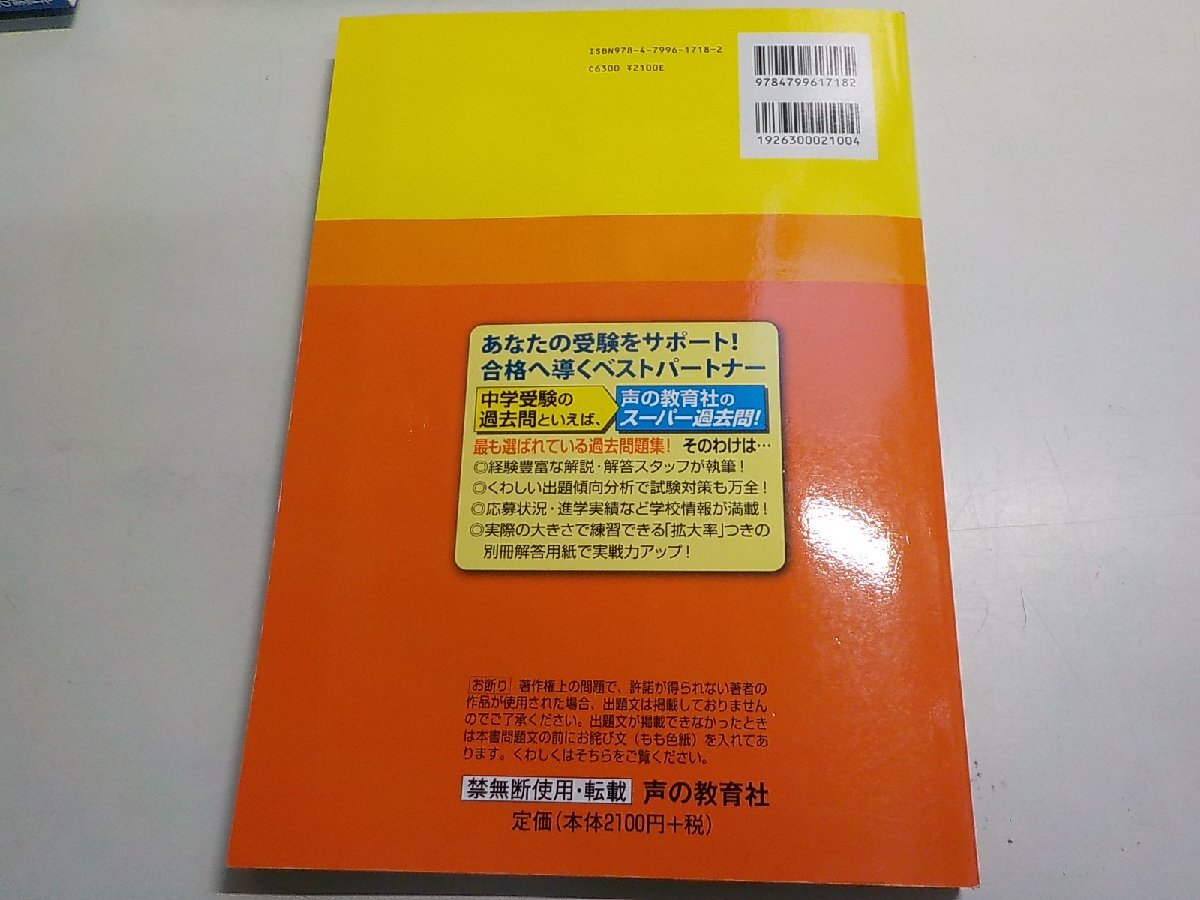 ISBN978-4-7996-1718-2
C6300 ¥2100E
9784799617182
1926300021004
あなたの受験をサポート!
合格へ導くベストパートナー
中学受験の
過去問といえば、
声の教育社の
スーパー過去問!
最も選ばれている過去問題集! そのわけは…
◎経験豊富な解説・解答スタッフが執筆!
◎くわしい出題傾向分析で試験対策も万全!
◎応募状況・進学実績など学校情報が満載!
◎実際の大きさで練習できる「拡大率」つきの
別冊解答用紙で実戦力アップ!
お断り 著作権上の問題で、許諾が得られない著者の
作品が使用された場合、出題文は掲載しておりません
のでご了承ください。出題文が掲載できなかったとき
は本書問題文の前にお詫び文(もも色紙)を入れてあ
ります。くわしくはそちらをご覧ください。
禁無断使用・転載 声の教育社
定価(本体2100円+税)